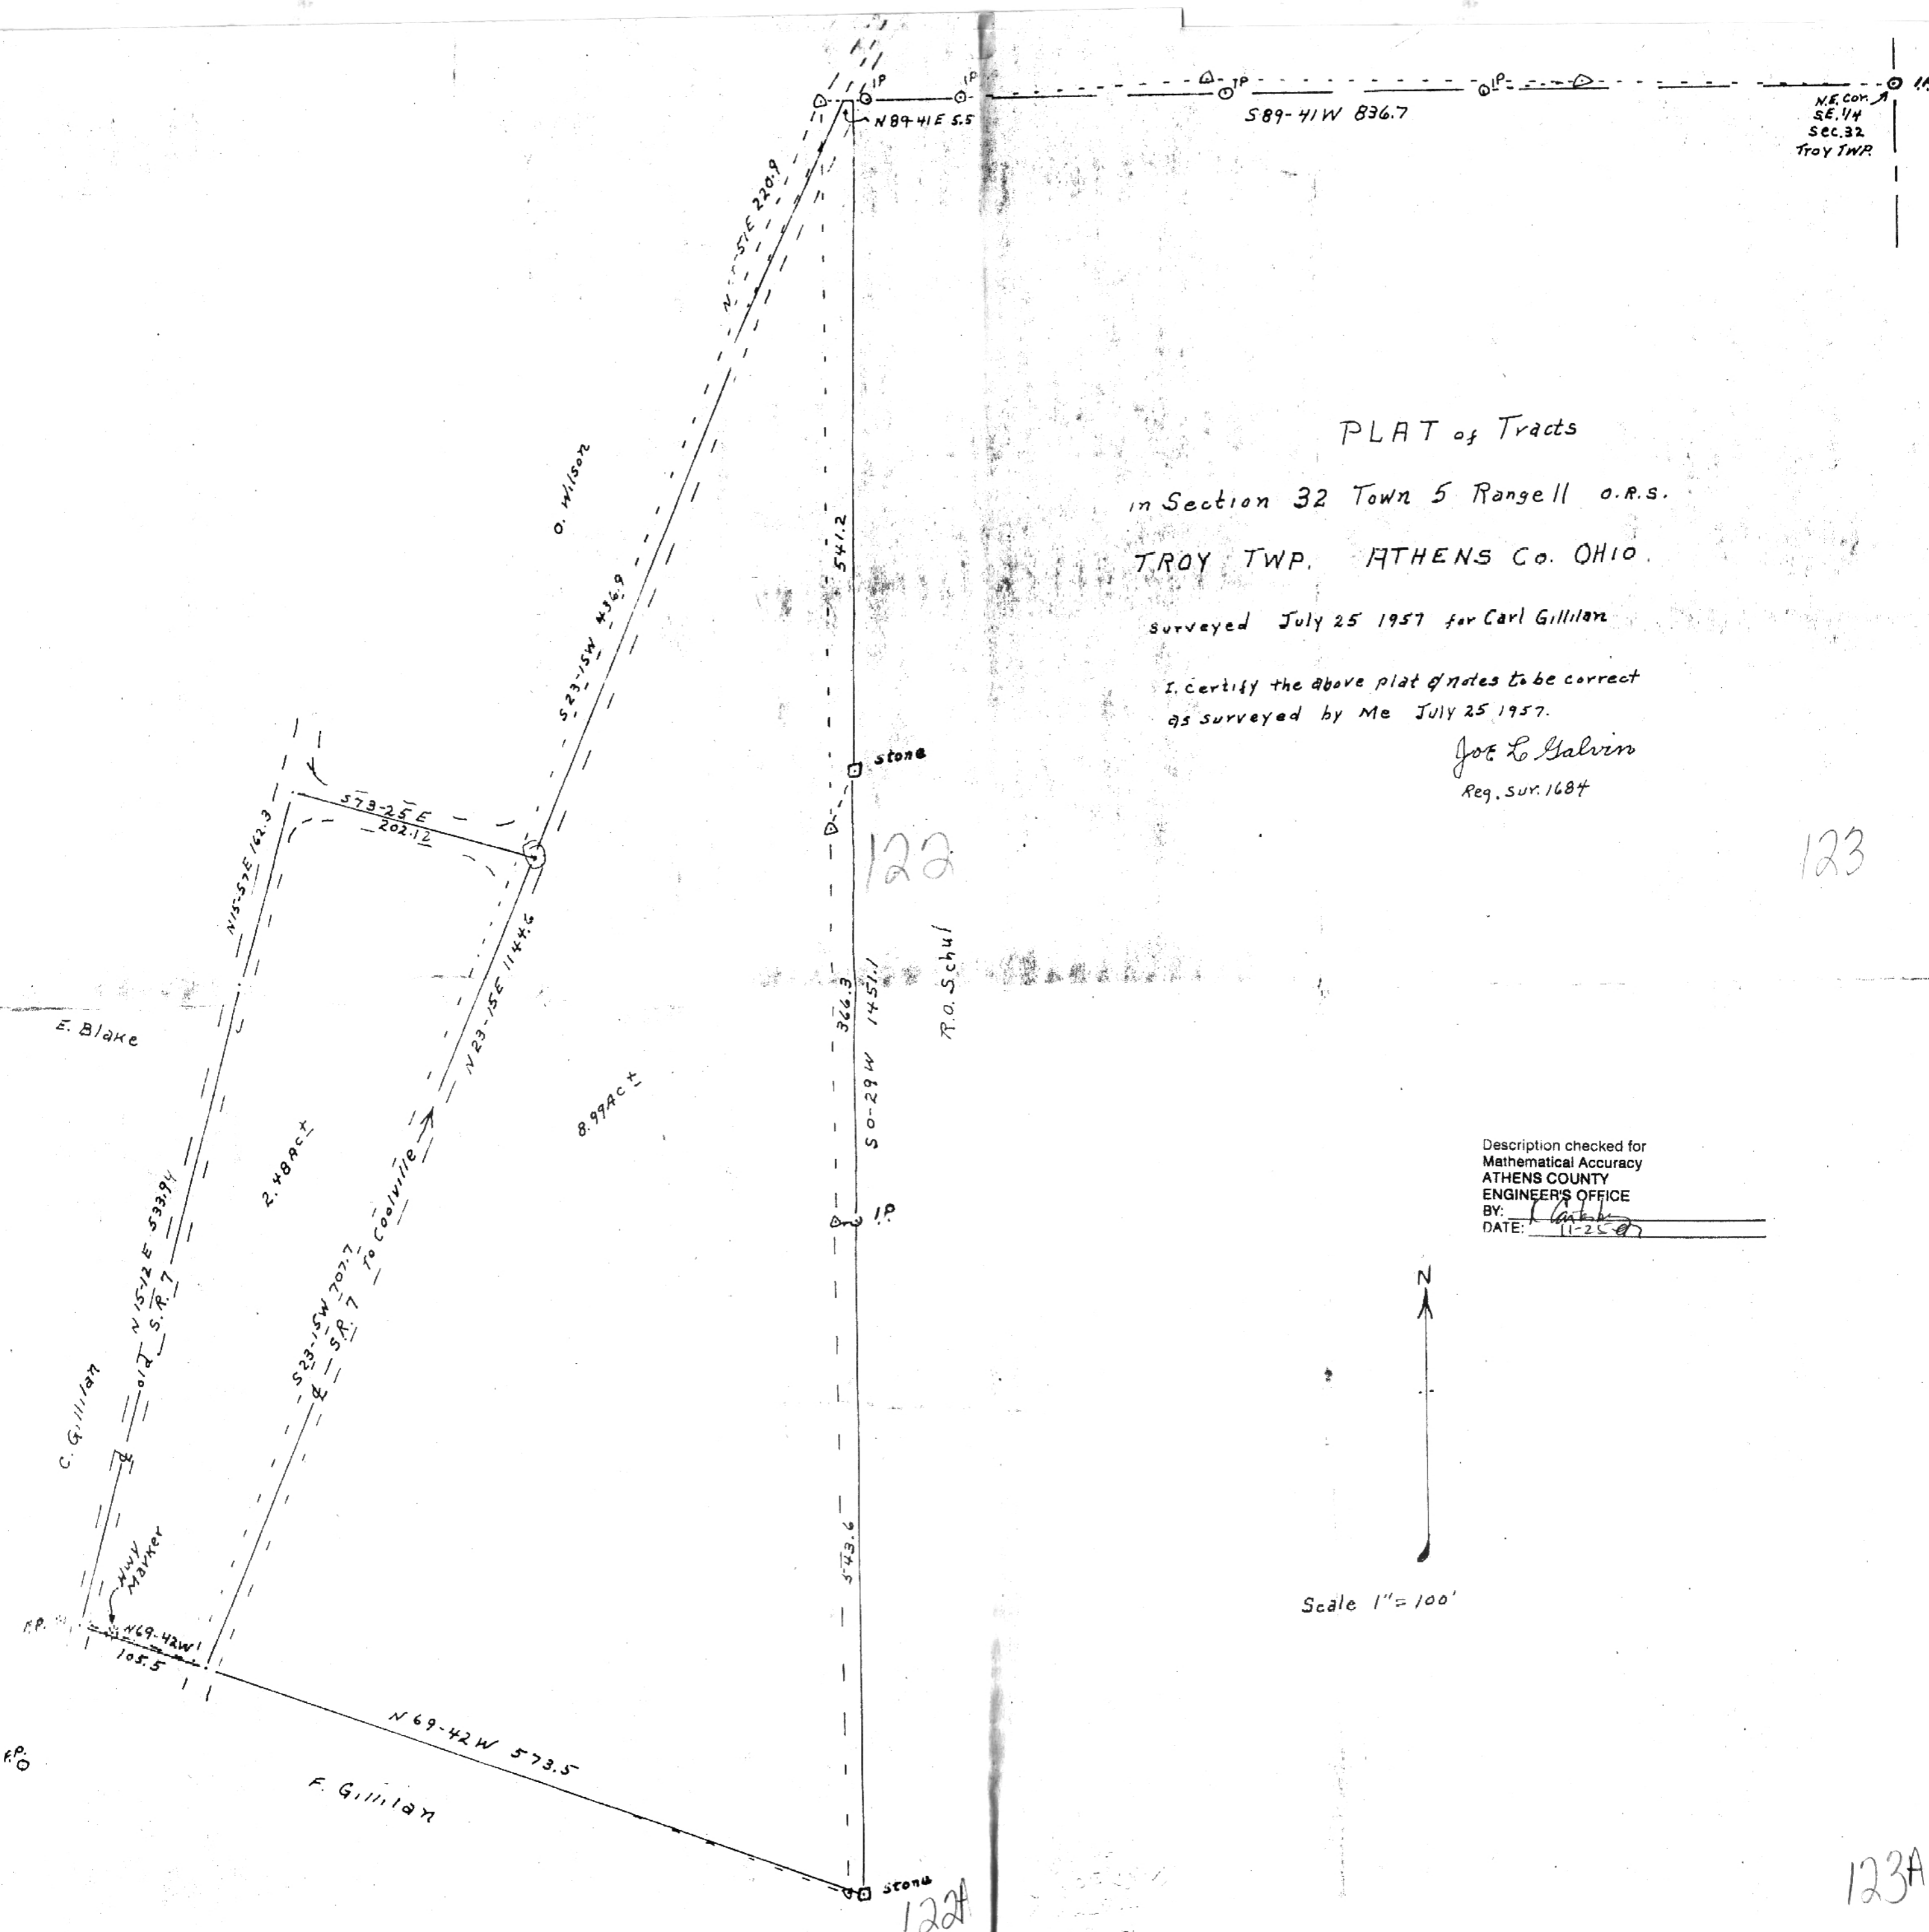 I.P
I.P
I.P
I.P
N89-41E 5.5
S89-41W 836.7
N.E. Cor.
S.E. 1/4
Sec. 32
Troy TWP.
51E 220.9
O. Wilson
541.2
S23-15W 436.9
PLAT of Tracts
in Section 32 Town 5 Range 11 O.R.S.
TROY TWP. ATHENS Co. OHIO.
Surveyed July 25 1957 for Carl Gillilan
I. certify the above plat & notes to be correct
as surveyed by Me July 25 1957.
Joe L Galvin
Reg. Sur. 1684
Stone
S73-25E
202.12
N15-57E 162.3
122
123
N23-15E 1144.6
R.O. Schul
366.3
S0-29W 1451.1
E. Blake
8.99Ac ±
2.48Ac ±
I.P.
Description checked for
Mathematical Accuracy
ATHENS COUNTY
ENGINEER'S OFFICE
BY:
DATE: 11-25-
N15-12E 533.94
old S.R. 7
S23-15W 707.7
S.R. 7 To Coolville
N
C. Gillilan
Hwy
Marker
543.6
Scale 1"=100'
F.P.
N69-42W
105.5
N69-42W 573.5
F.P.
F. Gillilan
Stone
122A
123A